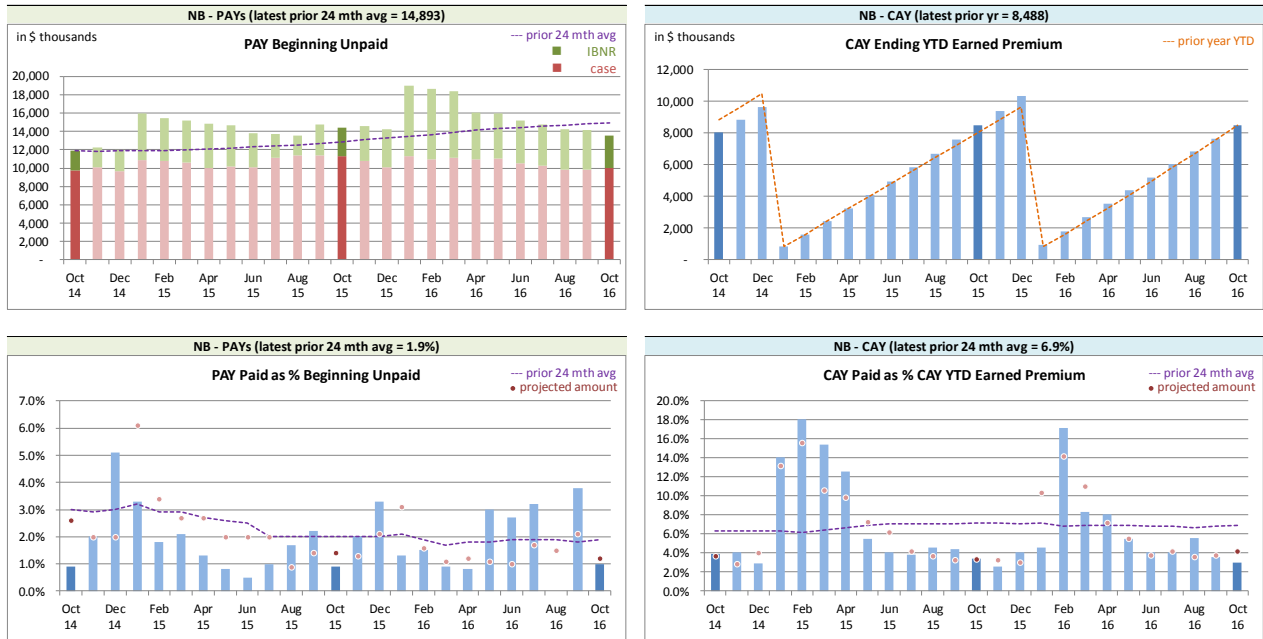 NB - PAYs (latest prior 24 mth avg = 14,893)
in $ thousands
PAY Beginning Unpaid
--- prior 24 mth avg
IBNR
case
20,000
18,000
16,000
14,000
12,000
10,000
8,000
6,000
4,000
2,000
-
Oct Dec Feb Apr Jun Aug Oct Dec Feb Apr Jun Aug Oct
14 14 15 15 15 15 15 15 16 16 16 16 16
NB - CAY (latest prior yr = 8,488)
in $ thousands
CAY Ending YTD Earned Premium
--- prior year YTD
12,000
10,000
8,000
6,000
4,000
2,000
-
Oct Dec Feb Apr Jun Aug Oct Dec Feb Apr Jun Aug Oct
14 14 15 15 15 15 15 15 16 16 16 16 16
NB - PAYs (latest prior 24 mth avg = 1.9%)
PAY Paid as % Beginning Unpaid
--- prior 24 mth avg
• projected amount
7.0%
6.0%
5.0%
4.0%
3.0%
2.0%
1.0%
0.0%
Oct Dec Feb Apr Jun Aug Oct Dec Feb Apr Jun Aug Oct
14 14 15 15 15 15 15 15 16 16 16 16 16
NB - CAY (latest prior 24 mth avg = 6.9%)
CAY Paid as % CAY YTD Earned Premium
--- prior 24 mth avg
• projected amount
20.0%
18.0%
16.0%
14.0%
12.0%
10.0%
8.0%
6.0%
4.0%
2.0%
0.0%
Oct Dec Feb Apr Jun Aug Oct Dec Feb Apr Jun Aug Oct
14 14 15 15 15 15 15 15 16 16 16 16 16